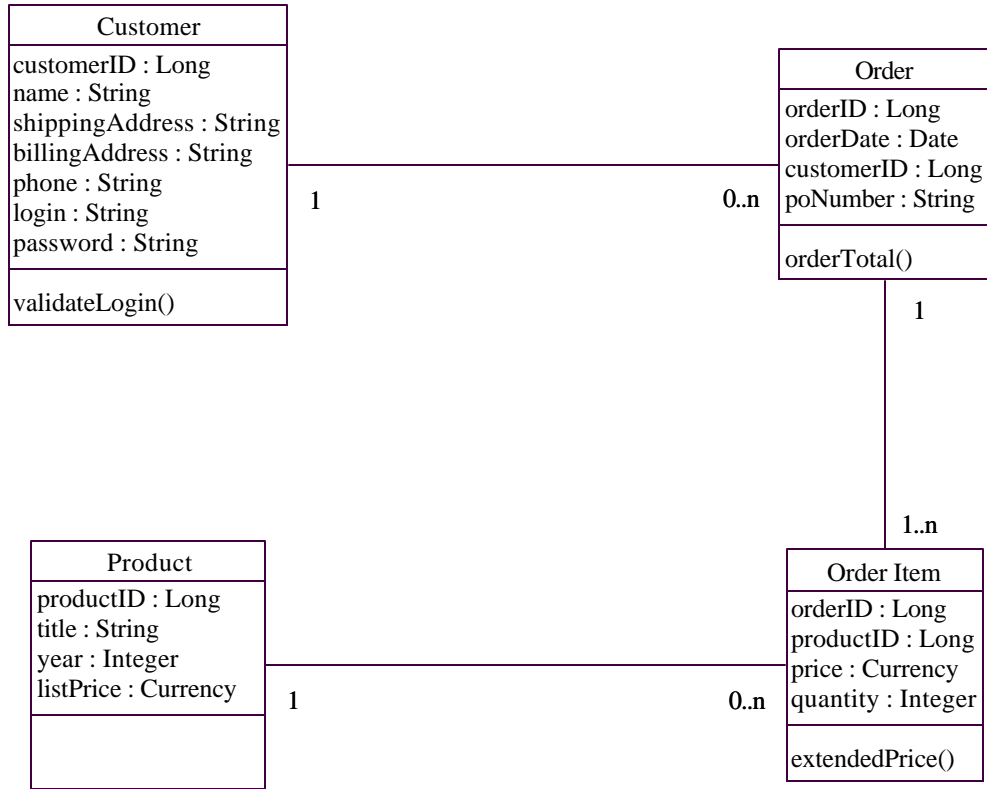 Customer
customerID : Long
name : String
shippingAddress : String
billingAddress : String
phone : String
login : String
password : String
validateLogin()
1
0..n
Order
orderID : Long
orderDate : Date
customerID : Long
poNumber : String
orderTotal()
1
1..n
Product
productID : Long
title : String
year : Integer
listPrice : Currency
1
0..n
Order Item
orderID : Long
productID : Long
price : Currency
quantity : Integer
extendedPrice()